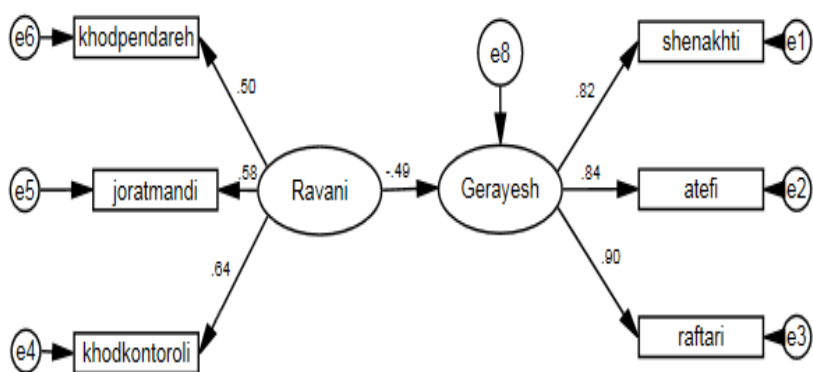 e6
khodpendareh
.50
e5
joratmandi
.58
Ravani
-.49
.64
e4
khodkontoroli
e8
Gerayesh
shenakhti
e1
.82
.84
atefi
e2
.90
raftari
e3